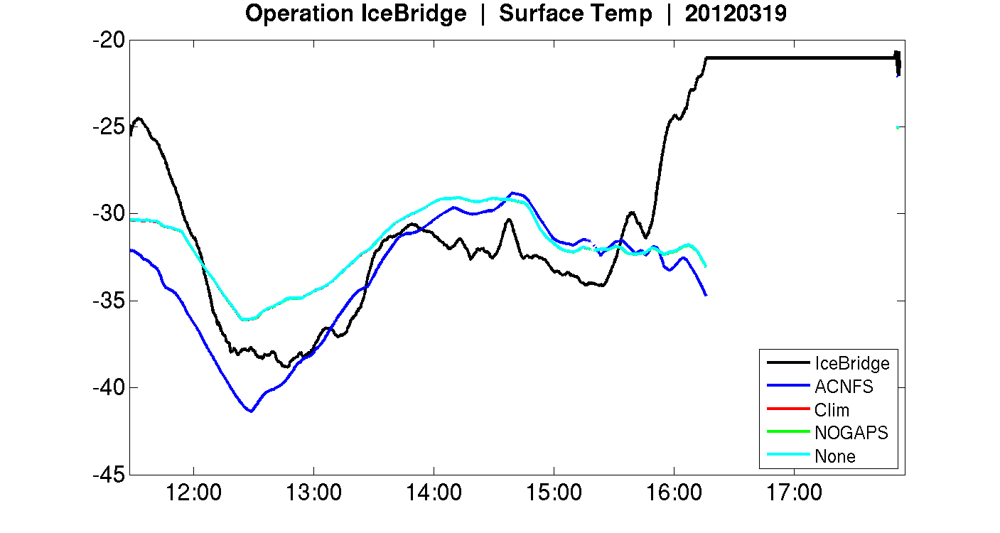 Operation IceBridge | Surface Temp | 20120319
-20
-25
-30
-35
-40
-45
12:00 13:00 14:00 15:00 16:00 17:00
IceBridge
ACNFS
Clim
NOGAPS
None